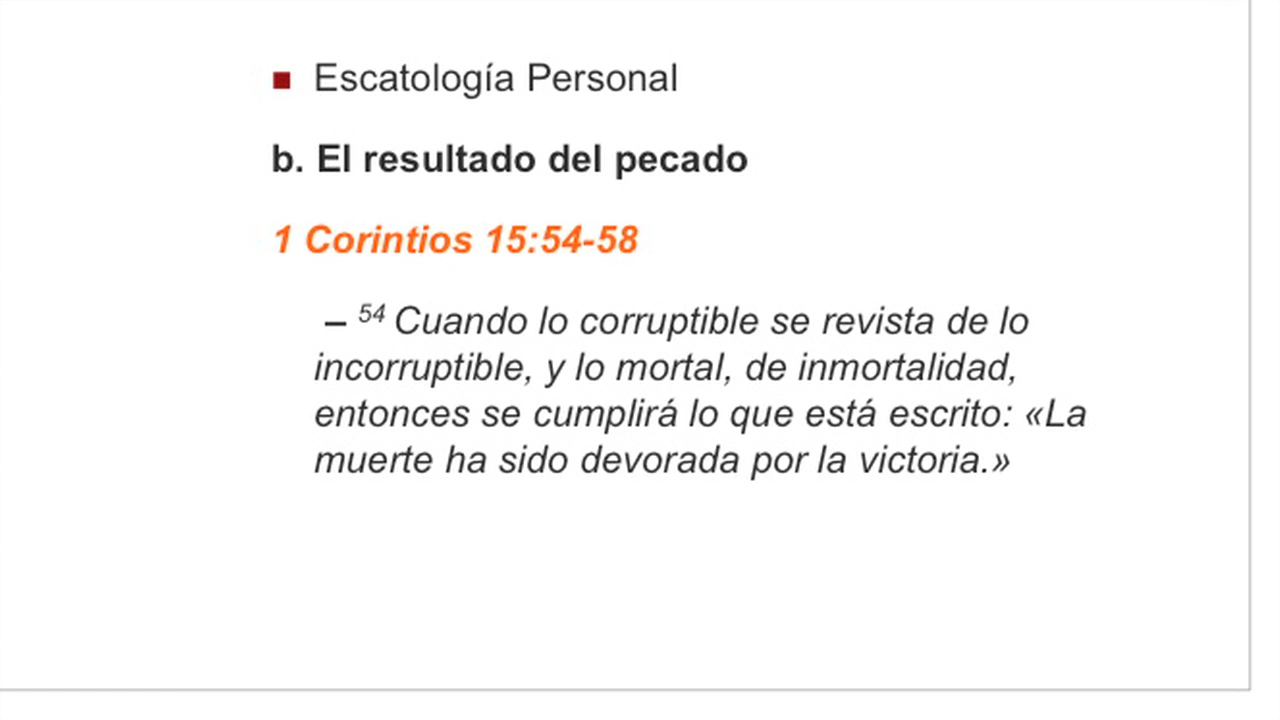 Escatología Personal
b. El resultado del pecado
1 Corintios 15:54-58
– 54 Cuando lo corruptible se revista de lo
incorruptible, y lo mortal, de inmortalidad,
entonces se cumplirá lo que está escrito: «La
muerte ha sido devorada por la victoria.»